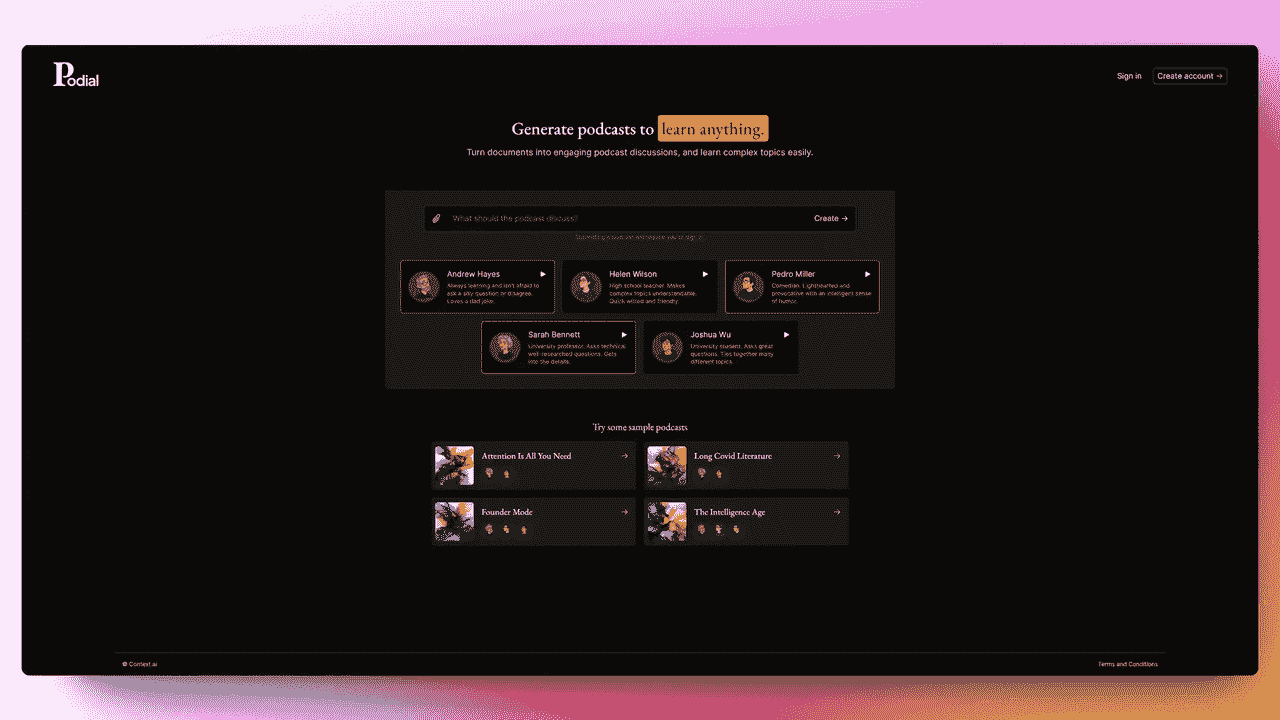 Podial
Sign in
Create account →
Generate podcasts to learn anything.
Turn documents into engaging podcast discussions, and learn complex topics easily.
What should the podcast discuss?
Create →
Andrew Hayes
Always learning and isn't afraid to
ask a silly question or disagree.
Loves a dad joke.
Helen Wilson
High school teacher. Makes
complex topics understandable.
Quick witted and friendly.
Pedro Miller
Comedian. Lighthearted and
provocative with an intelligent sense
of humor.
Sarah Bennett
University professor. Asks technical
well-researched questions. Gets
into the details.
Joshua Wu
University student. Asks great
questions. Ties together many
different topics.
Try some sample podcasts
Attention Is All You Need
Long Covid Literature
Founder Mode
The Intelligence Age
Context.ai
Terms and Conditions